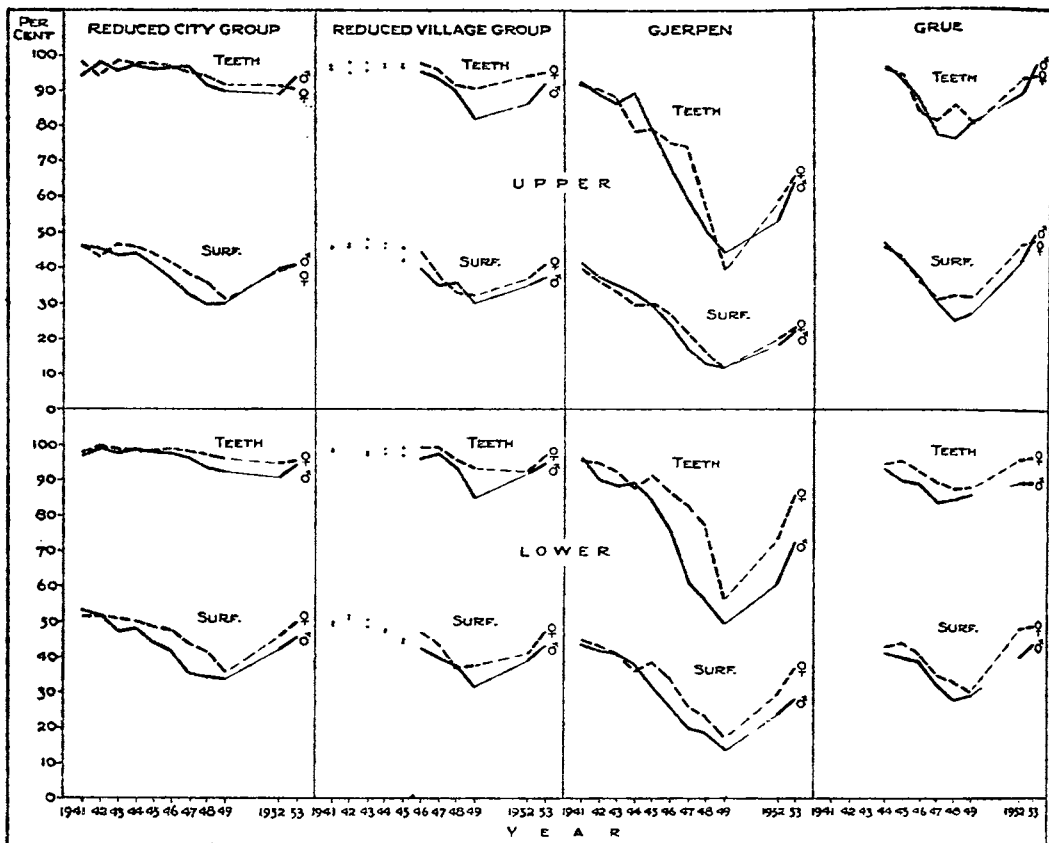 PER CENT
REDUCED CITY GROUP
REDUCED VILLAGE GROUP
GJERPEN
GRUE
100
90
80
70
60
50
40
30
20
10
0
TEETH
♂
♀
TEETH
♀
♂
TEETH
♀
♂
TEETH
♂
♀
UPPER
SURF.
♂
♀
SURF.
♀
♂
SURF.
♀
♂
SURF.
♂
♀
100
90
80
70
60
50
40
30
20
10
0
TEETH
♀
♂
TEETH
♀
♂
TEETH
♀
♂
TEETH
♀
♂
LOWER
SURF.
♀
♂
SURF.
♀
♂
SURF.
♀
♂
SURF.
♀
♂
1941 42 43 44 45 46 47 48 49 1952 53
1941 42 43 44 45 46 47 48 49 1952 53
1941 42 43 44 45 46 47 48 49 1952 53
1941 42 43 44 45 46 47 48 49 1952 53
YEAR